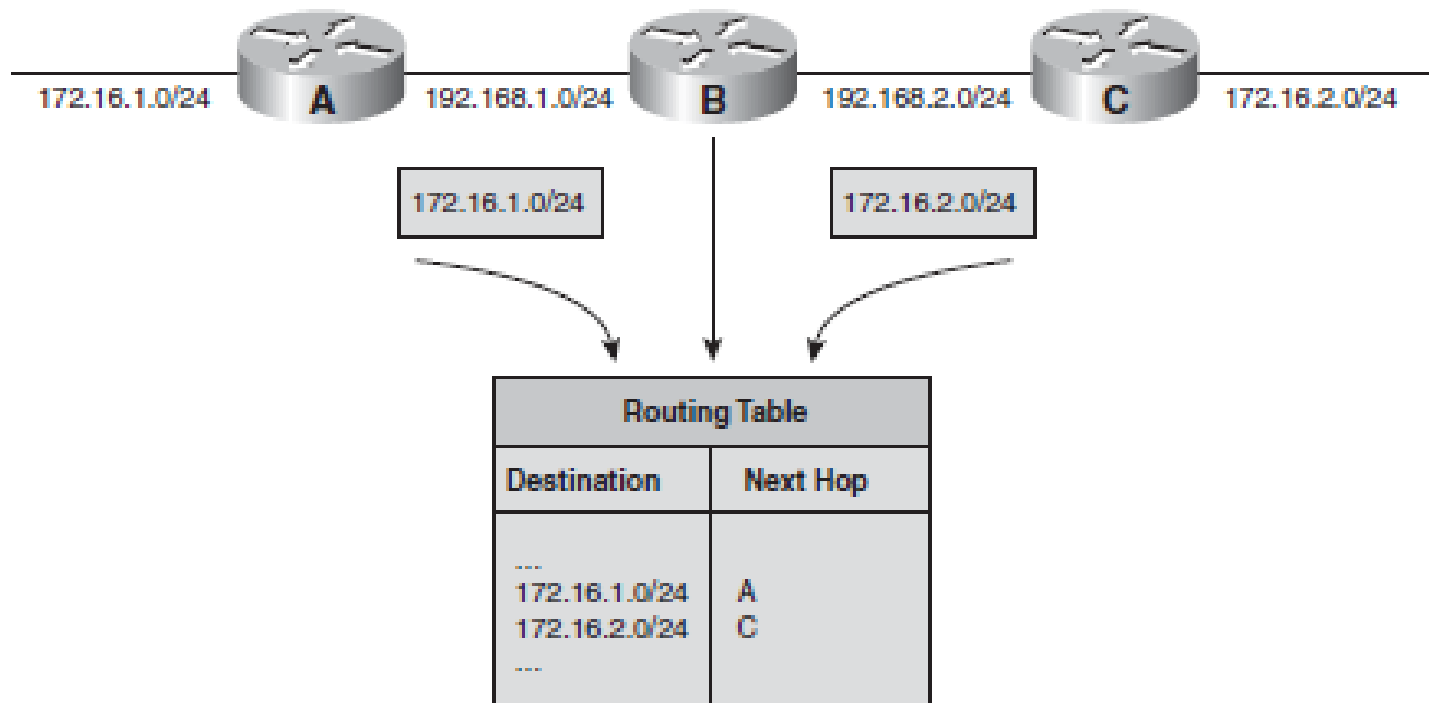 A
B
C
172.16.1.0/24
192.168.1.0/24
192.168.2.0/24
172.16.2.0/24
172.16.1.0/24
172.16.2.0/24
Routing Table
Destination Next Hop
....
172.16.1.0/24 A
172.16.2.0/24 C
....